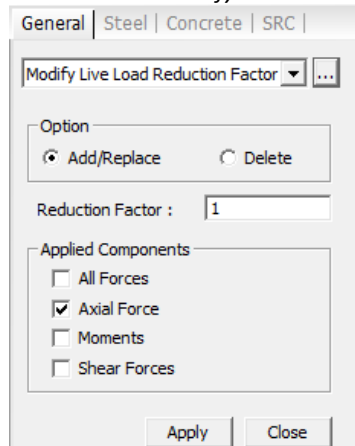 General | Steel | Concrete | SRC |
Modify Live Load Reduction Factor ...
Option
Add/Replace Delete
Reduction Factor : 1
Applied Components
All Forces
Axial Force
Moments
Shear Forces
Apply Close